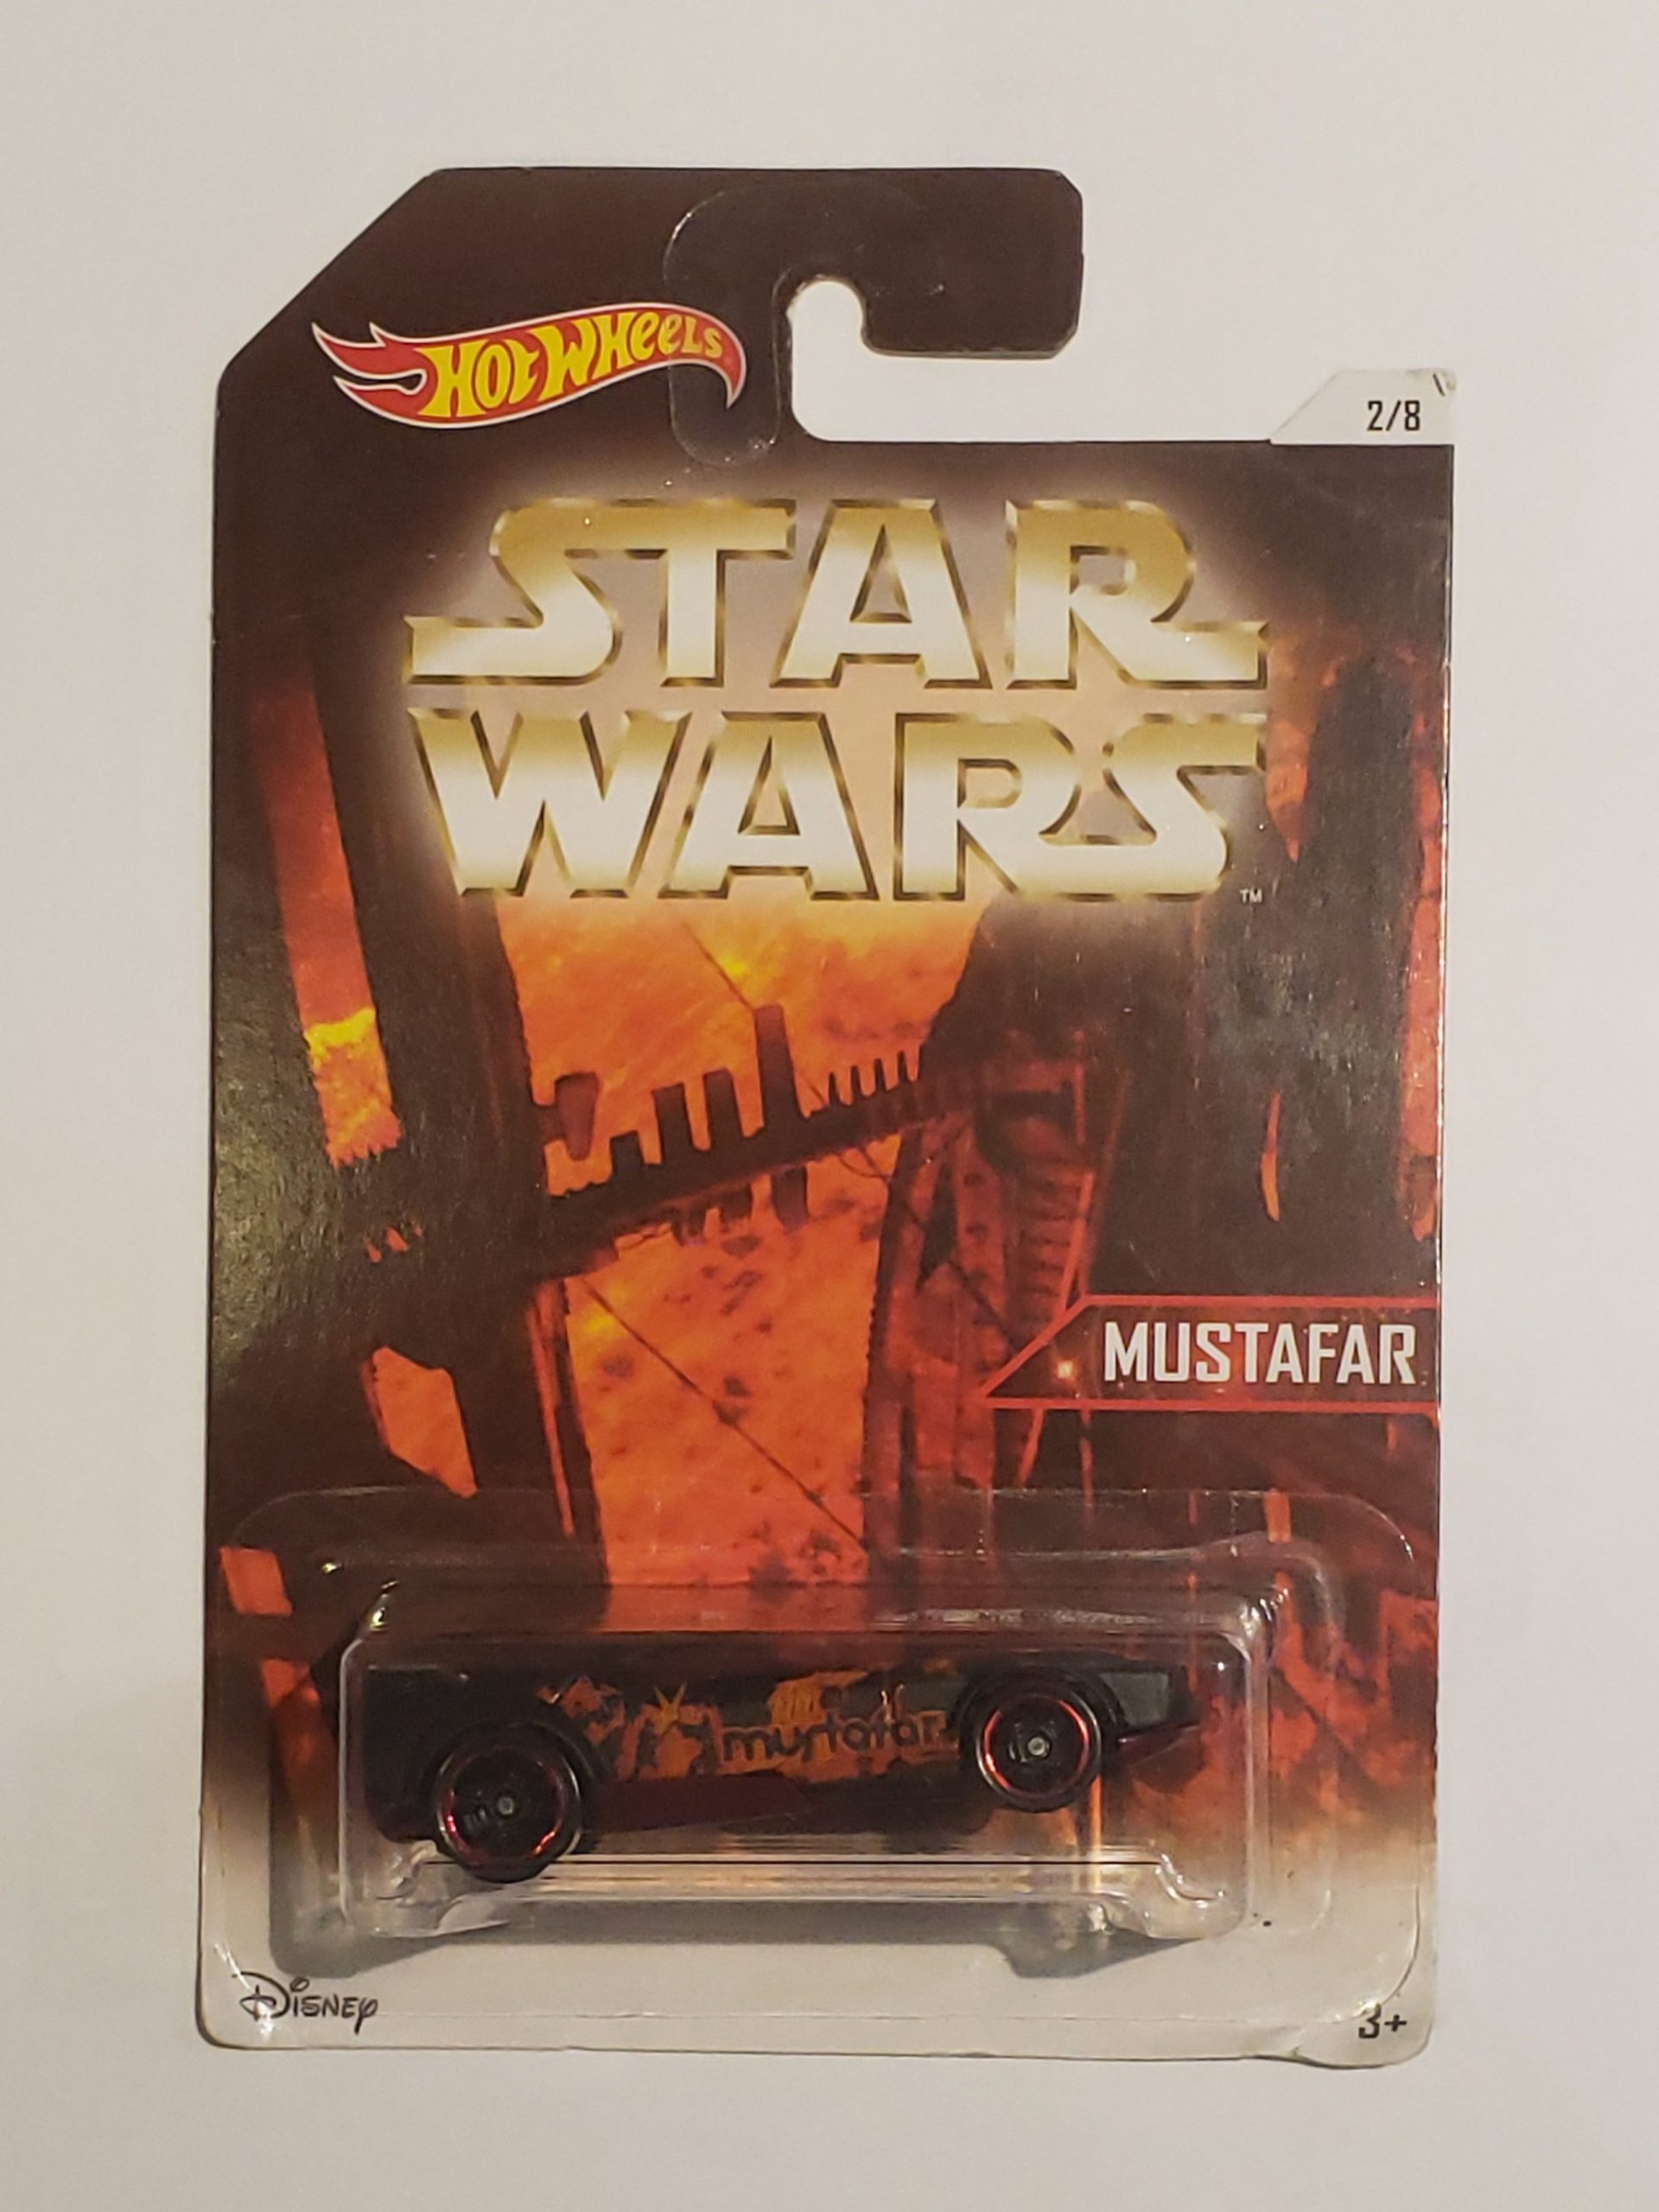 HOT WHEELS
2/8
STAR
WARS
TM
MUSTAFAR
mustafar
DISNEY
3+